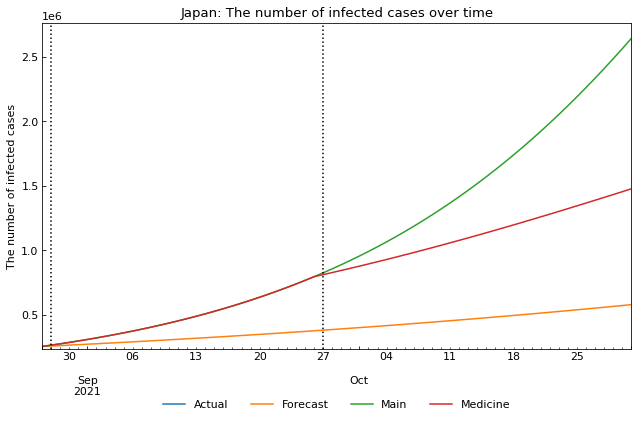 Japan: The number of infected cases over time
1e6
2.5
2.0
1.5
1.0
0.5
The number of infected cases
30 06 13 20 27 04 11 18 25
Sep Oct
2021
Actual Forecast Main Medicine